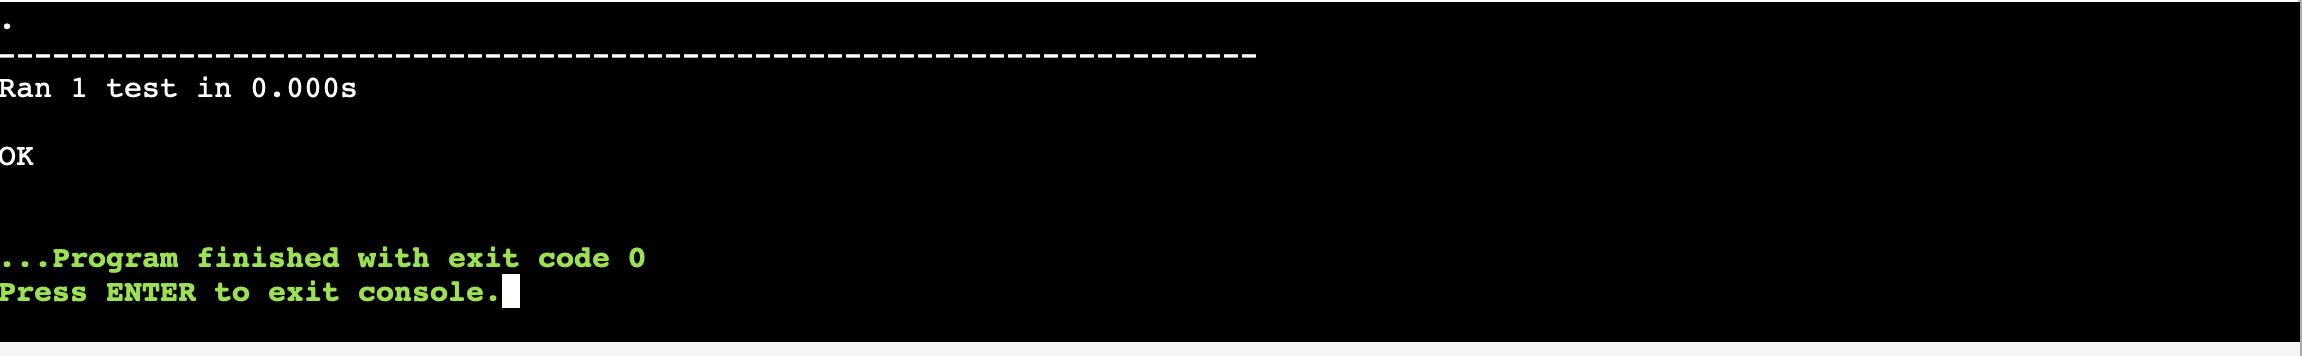 .
----------------------------------------------------------------------
Ran 1 test in 0.000s
OK
...Program finished with exit code 0
Press ENTER to exit console.